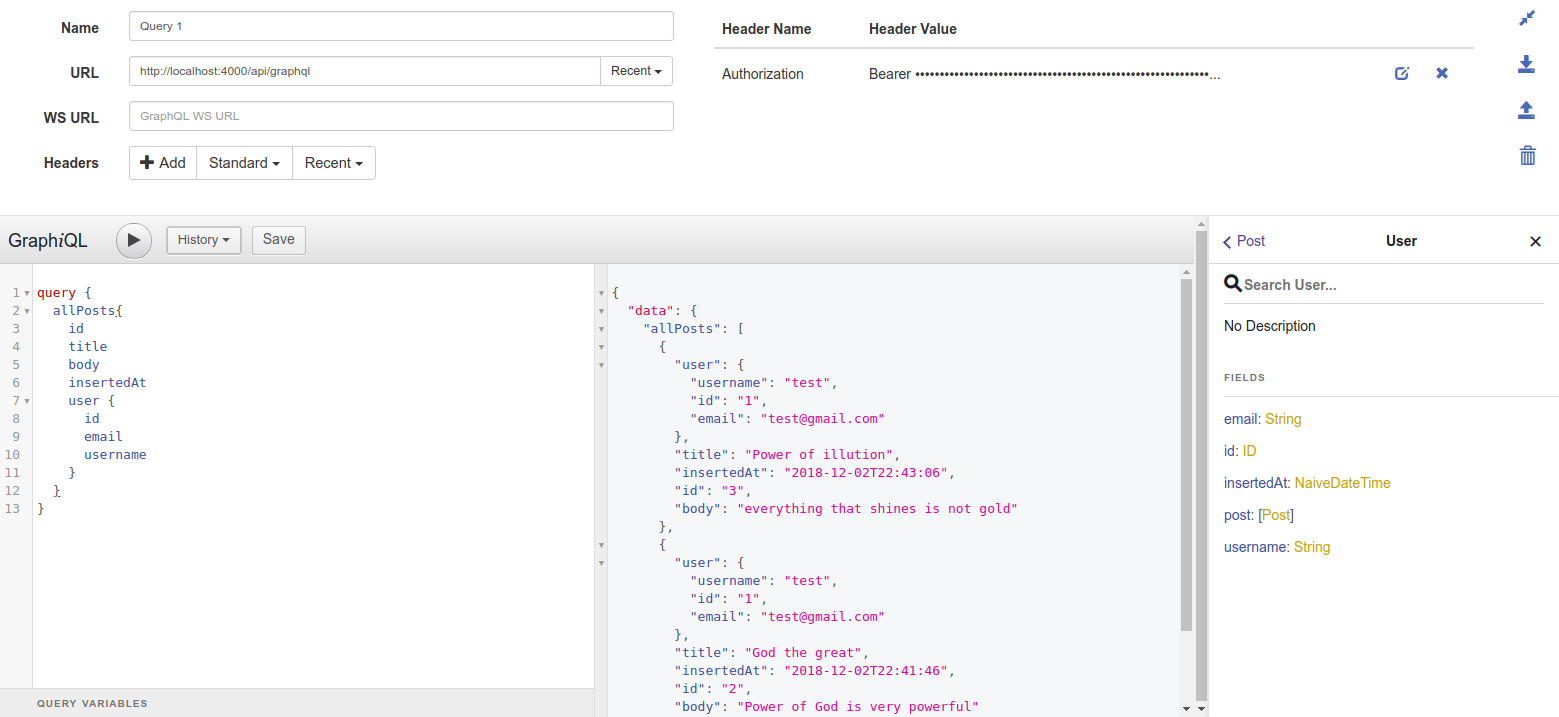 Name Query 1
URL http://localhost:4000/api/graphql Recent
WS URL GraphQL WS URL
Headers Add Standard Recent
Header Name Header Value
Authorization Bearer ••••••••••••••••••••••••••••••••••••••••••••••••••••••••••••...
GraphiQL History Save
1 query {
2 allPosts{
3 id
4 title
5 body
6 insertedAt
7 user {
8 id
9 email
10 username
11 }
12 }
13 }
QUERY VARIABLES
{
"data": {
"allPosts": [
{
"user": {
"username": "test",
"id": "1",
"email": "test@gmail.com"
},
"title": "Power of illution",
"insertedAt": "2018-12-02T22:43:06",
"id": "3",
"body": "everything that shines is not gold"
},
{
"user": {
"username": "test",
"id": "1",
"email": "test@gmail.com"
},
"title": "God the great",
"insertedAt": "2018-12-02T22:41:46",
"id": "2",
"body": "Power of God is very powerful"
Post User
Search User...
No Description
FIELDS
email: String
id: ID
insertedAt: NaiveDateTime
post: [Post]
username: String